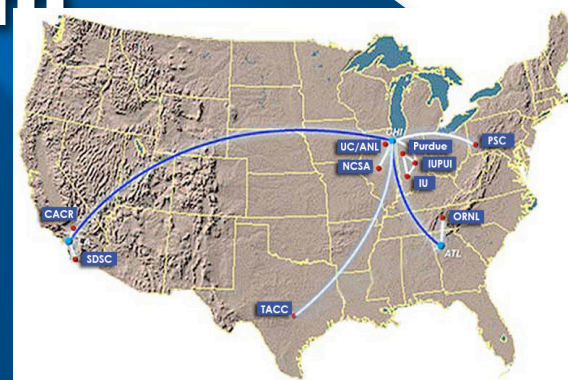 CHI
UC/ANL
Purdue
PSC
NCSA
IUPUI
IU
CACR
ORNL
SDSC
ATL
TACC